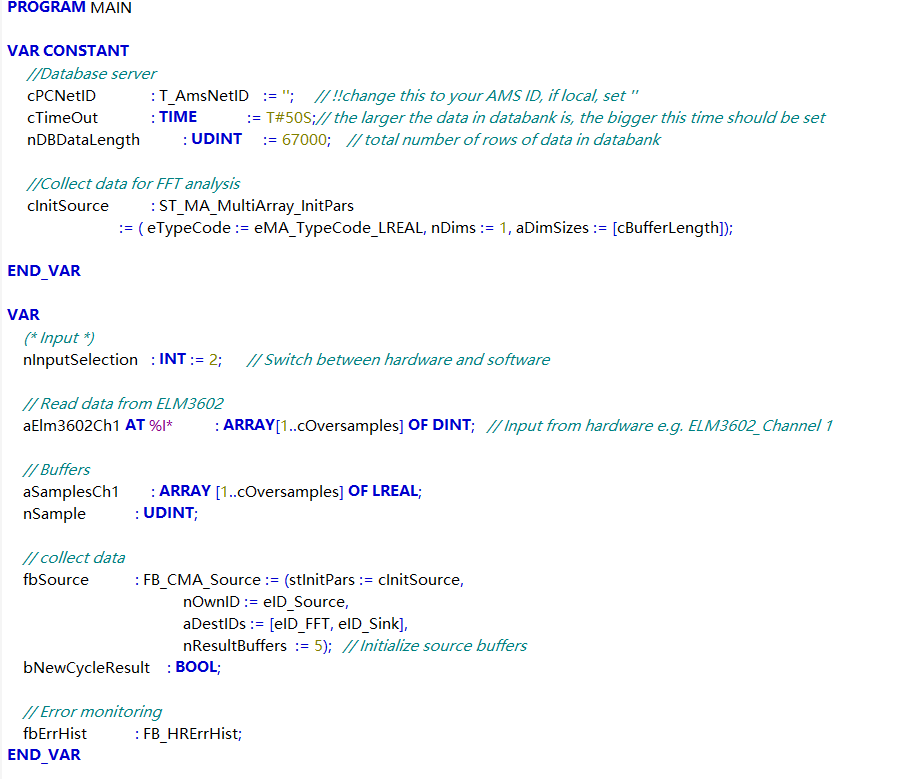 PROGRAM MAIN
VAR CONSTANT
//Database server
cPCNetID : T_AmsNetID := ''; // !!change this to your AMS ID, if local, set ''
cTimeOut : TIME := T#50S;// the larger the data in databank is, the bigger this time should be set
nDBDataLength : UDINT := 67000; // total number of rows of data in databank
//Collect data for FFT analysis
cInitSource : ST_MA_MultiArray_InitPars
:= ( eTypeCode := eMA_TypeCode_LREAL, nDims := 1, aDimSizes := [cBufferLength]);
END_VAR
VAR
(* Input *)
nInputSelection : INT := 2; // Switch between hardware and software
// Read data from ELM3602
aElm3602Ch1 AT %I* : ARRAY[1..cOversamples] OF DINT; // Input from hardware e.g. ELM3602_Channel 1
// Buffers
aSamplesCh1 : ARRAY [1..cOversamples] OF LREAL;
nSample : UDINT;
// collect data
fbSource : FB_CMA_Source := (stInitPars := cInitSource,
nOwnID := eID_Source,
aDestIDs := [eID_FFT, eID_Sink],
nResultBuffers := 5); // Initialize source buffers
bNewCycleResult : BOOL;
// Error monitoring
fbErrHist : FB_HRErrHist;
END_VAR